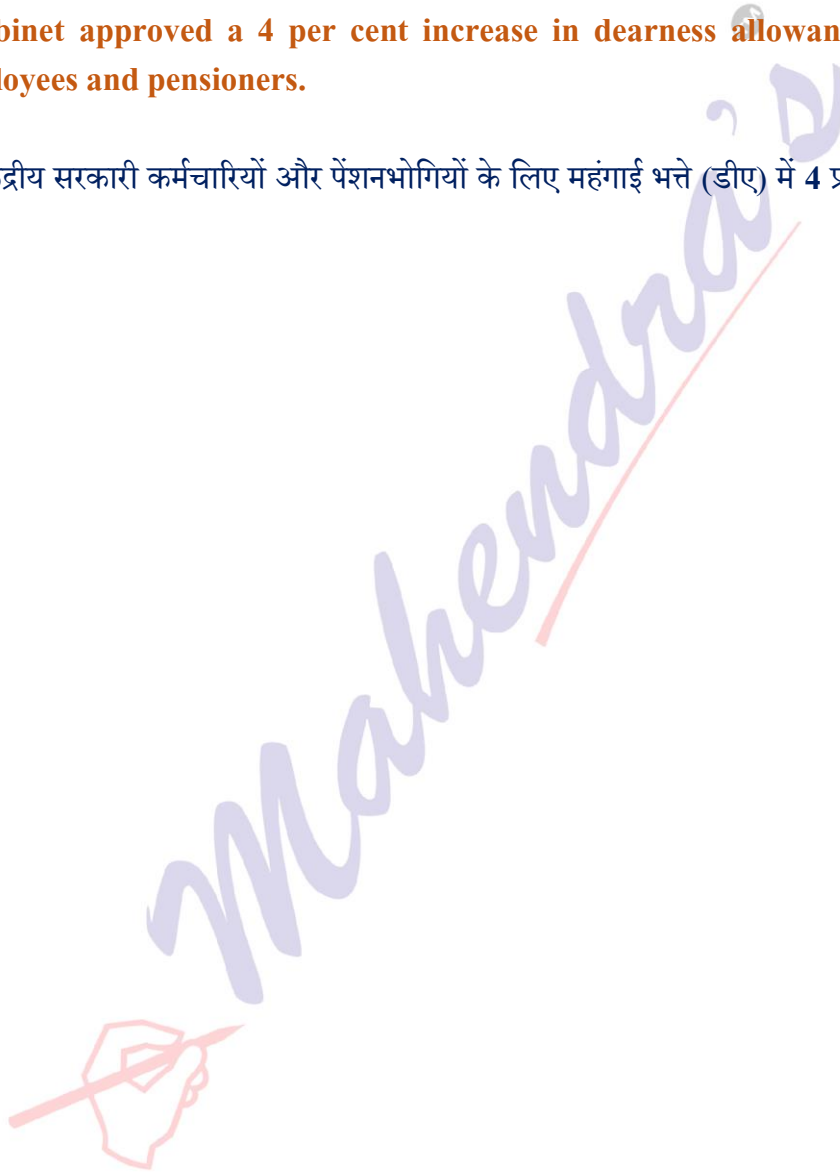 binet approved a 4 per cent increase in dearness allowan
loyees and pensioners.
द्रीय सरकारी कर्मचारियों और पेंशनभोगियों के लिए महंगाई भत्ते (डीए) में 4 प्र
Mahendra's